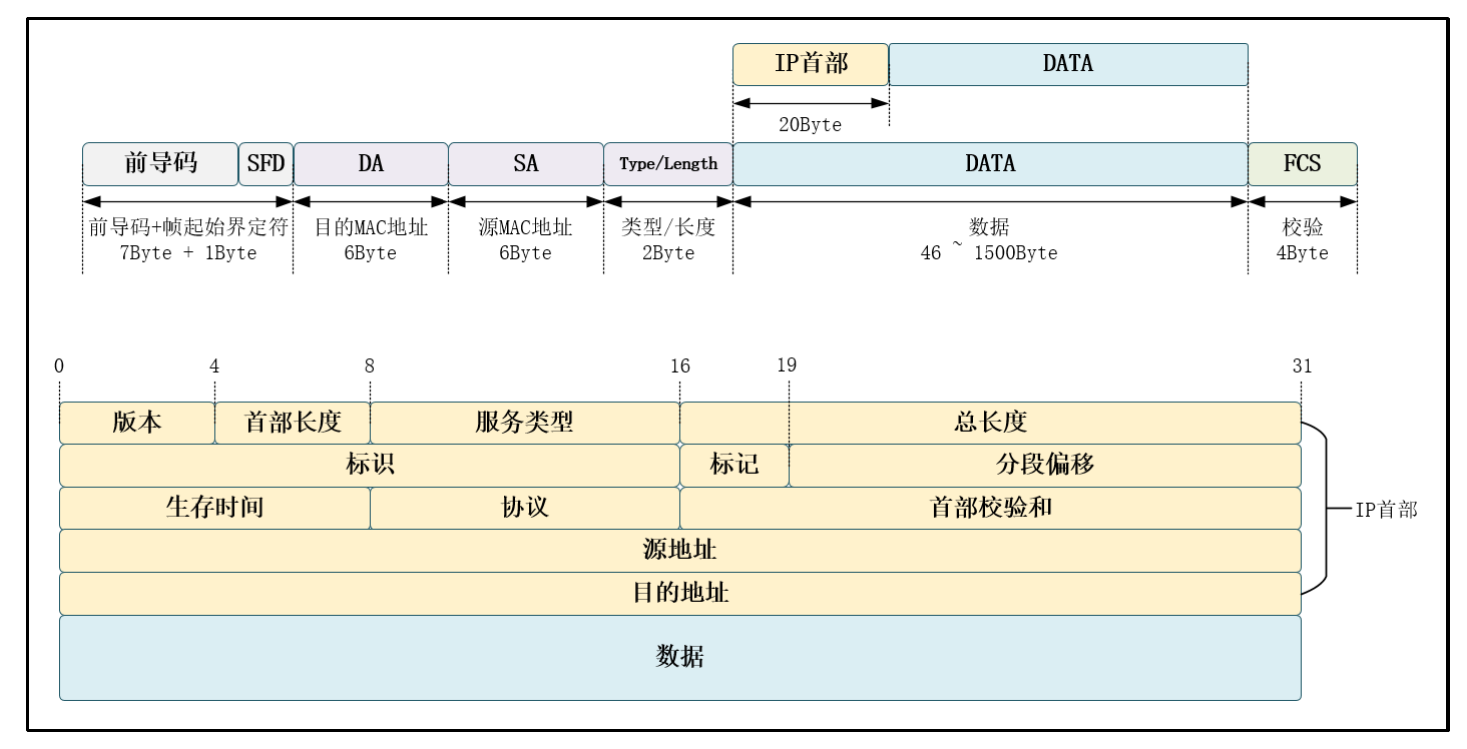 IP首部 DATA
20Byte
前导码 SFD DA SA Type/Length DATA FCS
前导码+帧起始界定符 目的MAC地址 源MAC地址 类型/长度 数据 校验
7Byte + 1Byte 6Byte 6Byte 2Byte 46 ~ 1500Byte 4Byte
0 4 8 16 19 31
版本 首部长度 服务类型 总长度
标识 标记 分段偏移
生存时间 协议 首部校验和
IP首部
源地址
目的地址
数据